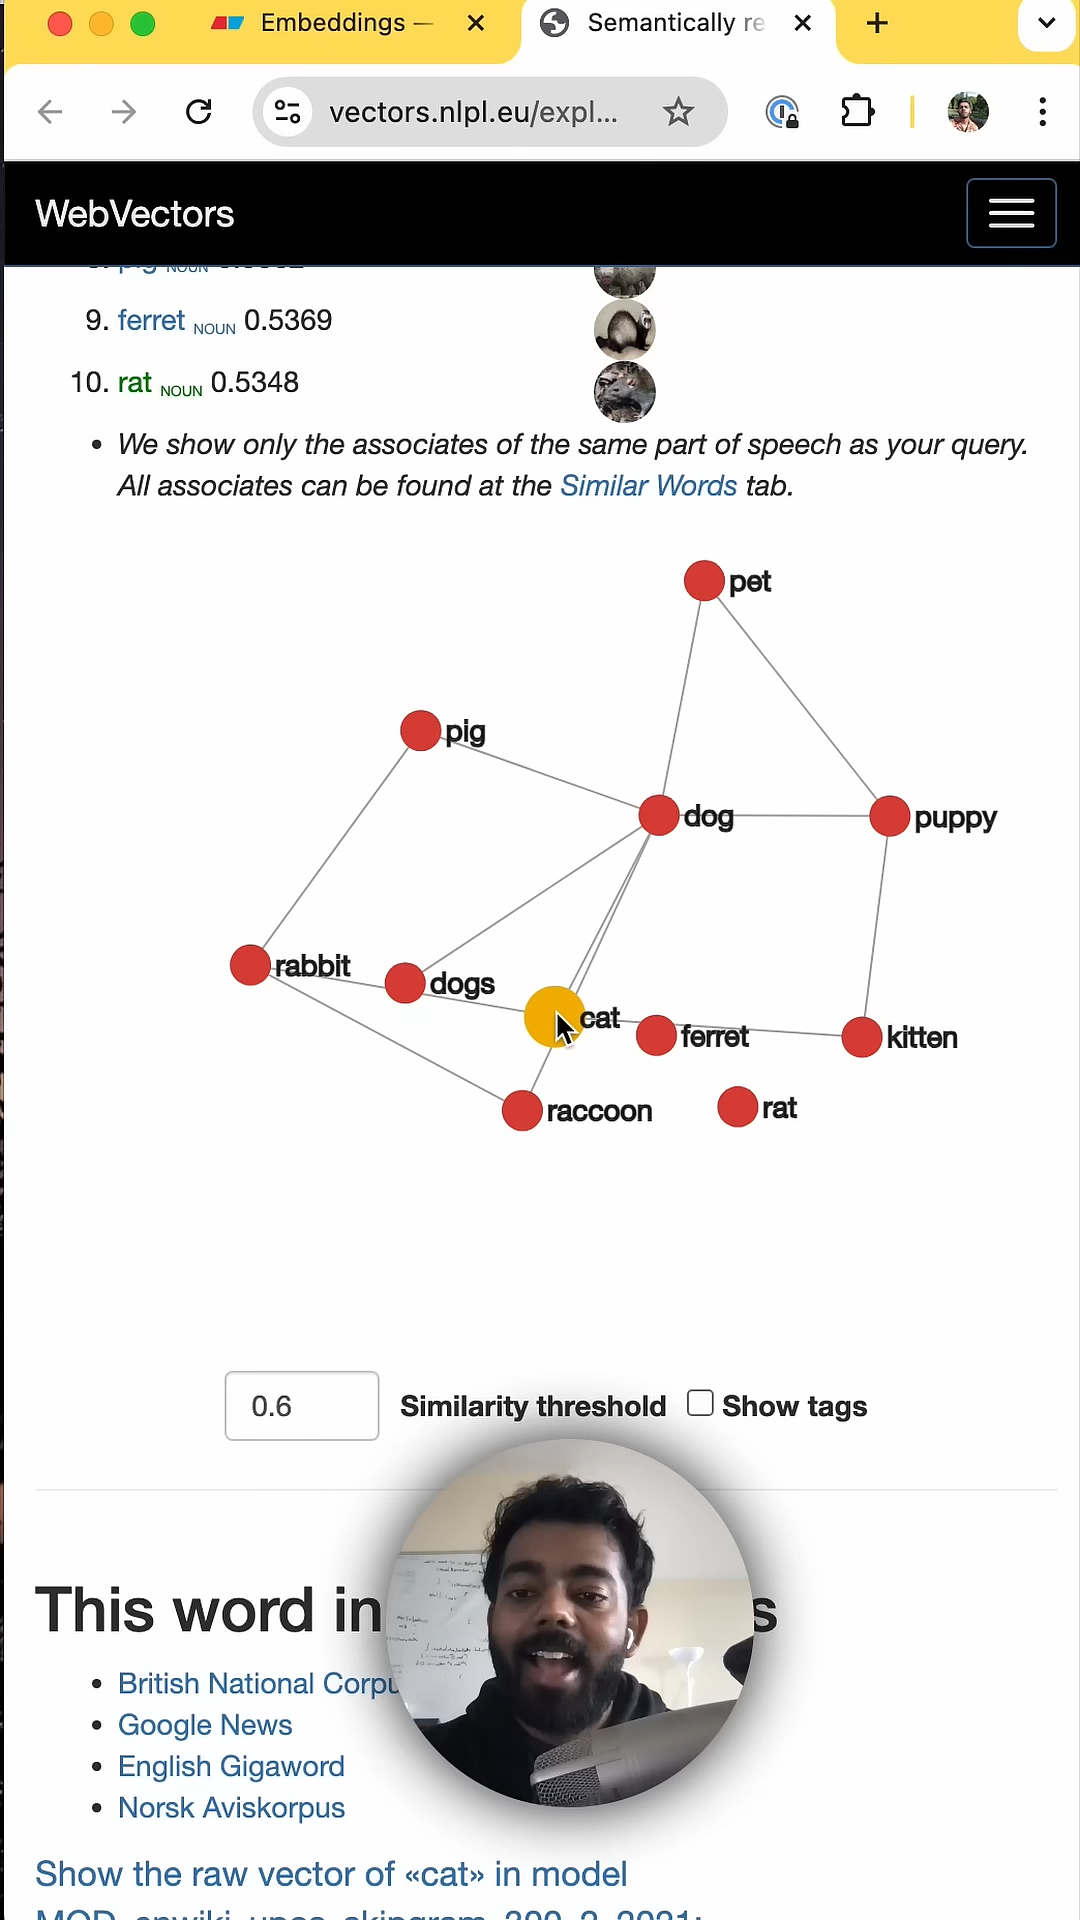 Embeddings —
Semantically re
vectors.nlpl.eu/expl...
WebVectors
9. ferret NOUN 0.5369
10. rat NOUN 0.5348
• We show only the associates of the same part of speech as your query.
All associates can be found at the Similar Words tab.
pet
pig
dog
puppy
rabbit
dogs
cat
ferret
kitten
raccoon
rat
0.6 Similarity threshold Show tags
This word in
• British National Corpu
• Google News
• English Gigaword
• Norsk Aviskorpus
Show the raw vector of «cat» in model